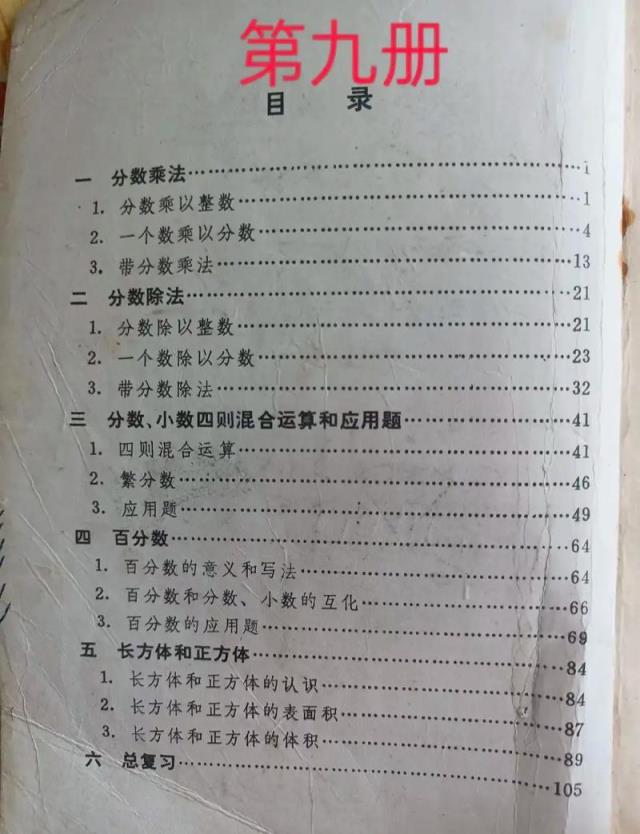 第九册
目 录
一 分数乘法……1
1. 分数乘以整数……1
2. 一个数乘以分数……4
3. 带分数乘法……13
二 分数除法……21
1. 分数除以整数……21
2. 一个数除以分数……23
3. 带分数除法……32
三 分数、小数四则混合运算和应用题……41
1. 四则混合运算……41
2. 繁分数……46
3. 应用题……49
四 百分数……64
1. 百分数的意义和写法……64
2. 百分数和分数、小数的互化……66
3. 百分数的应用题……69
五 长方体和正方体……84
1. 长方体和正方体的认识……84
2. 长方体和正方体的表面积……87
3. 长方体和正方体的体积……89
六 总复习……105